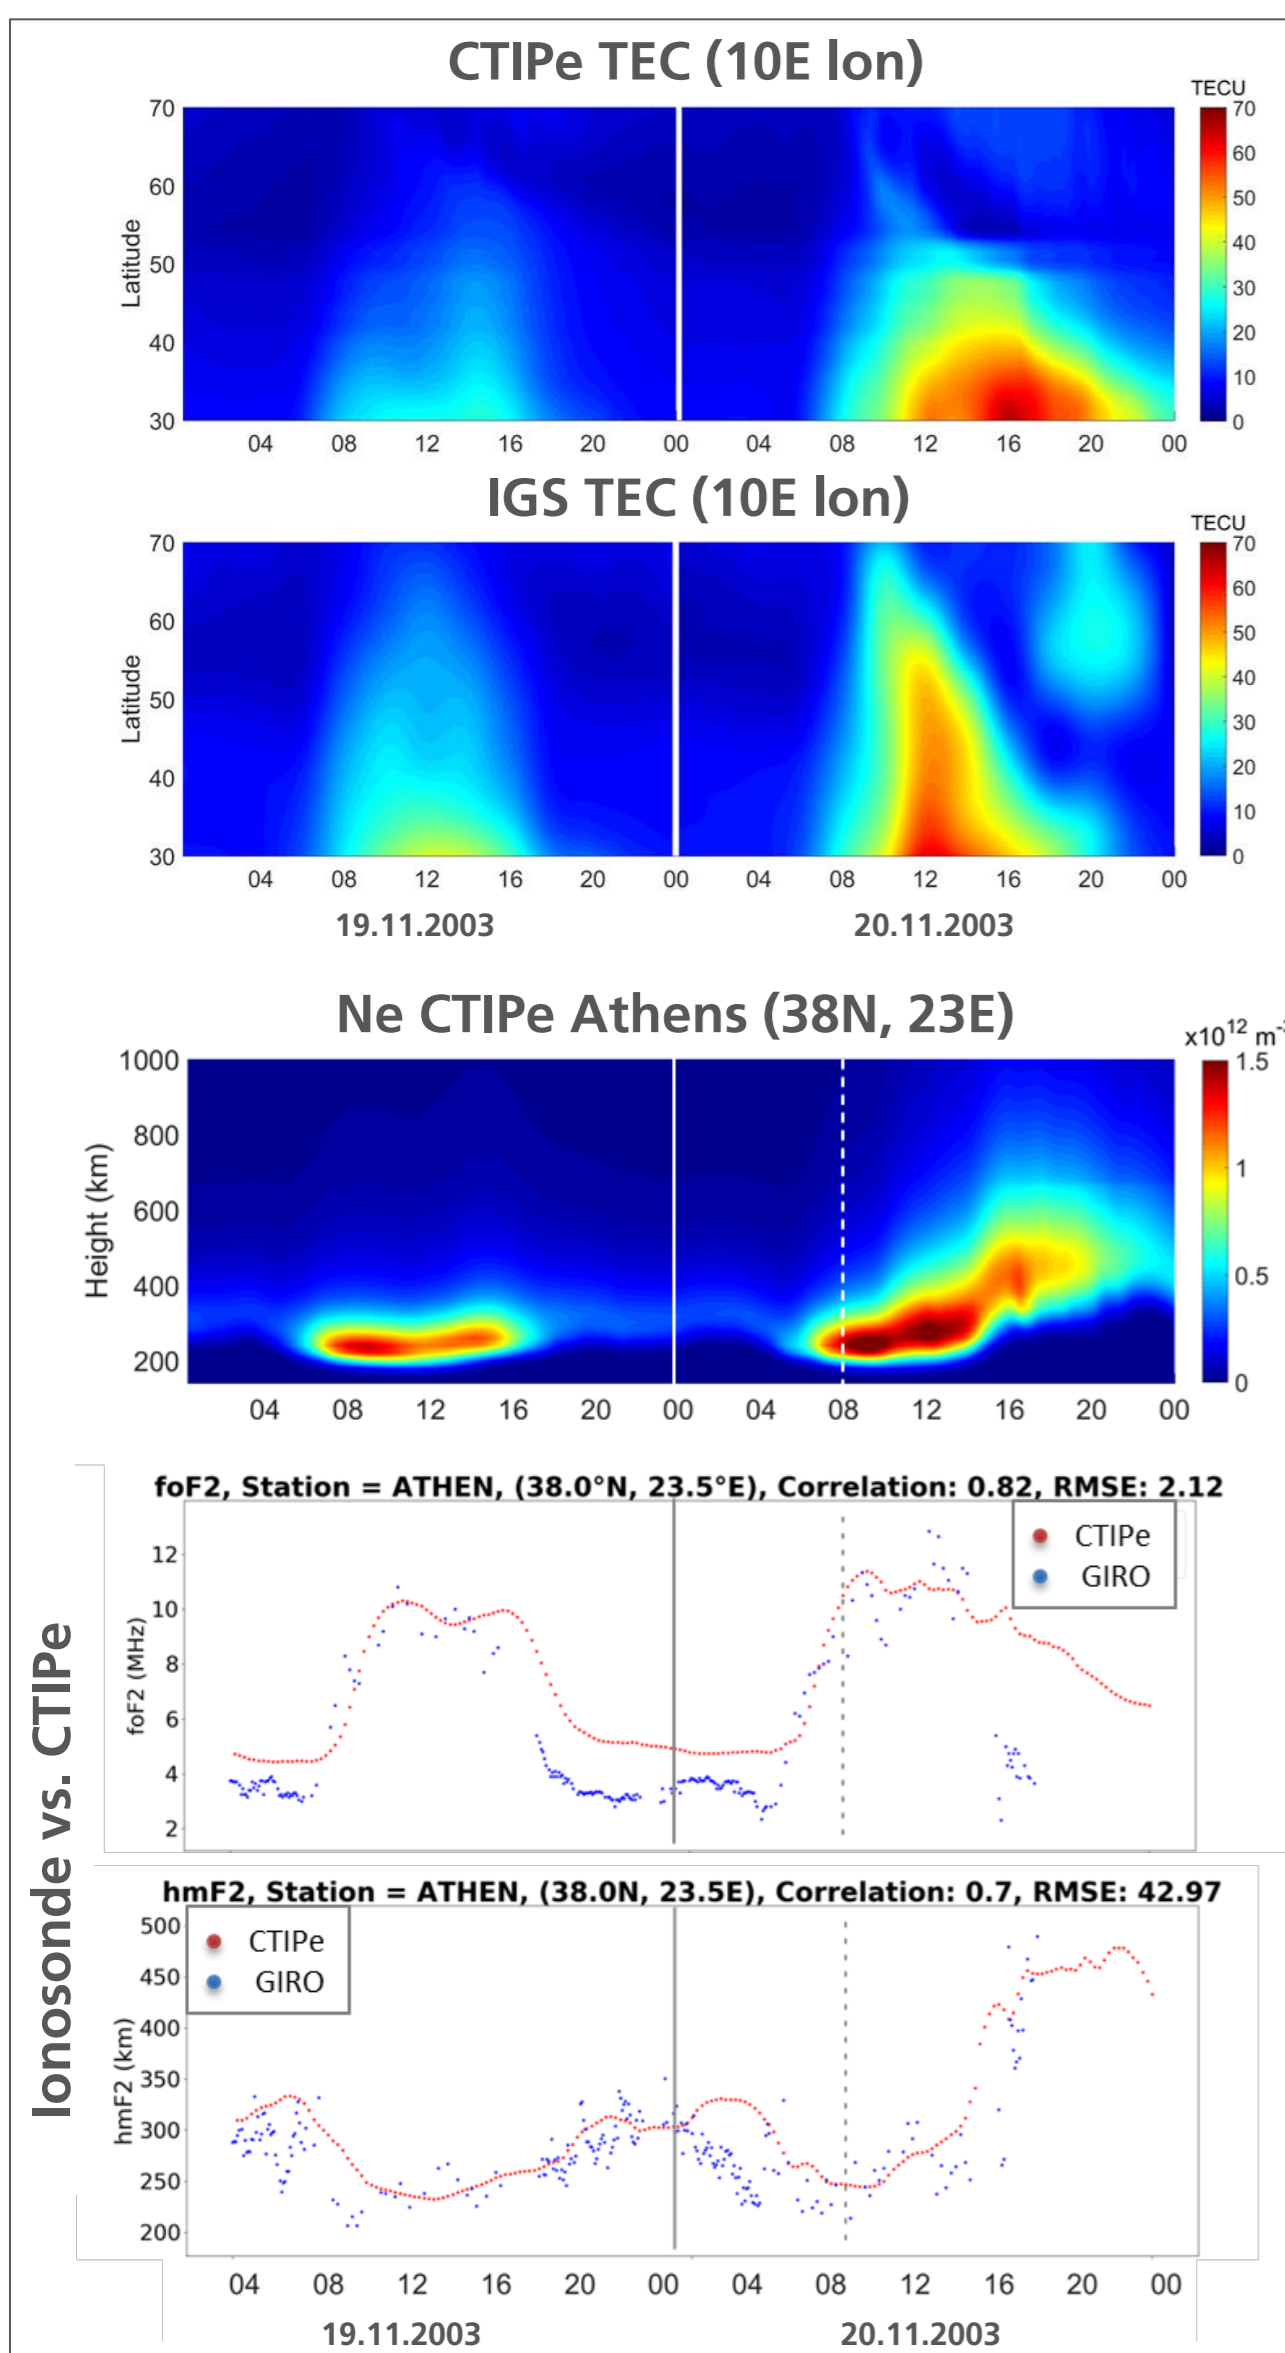 CTIPe TEC (10E lon)
TECU
Latitude
70
60
50
40
30
70
60
50
40
30
20
10
0
04 08 12 16 20 00 04 08 12 16 20 00
IGS TEC (10E lon)
TECU
Latitude
70
60
50
40
30
70
60
50
40
30
20
10
0
04 08 12 16 20 00 04 08 12 16 20 00
19.11.2003 20.11.2003
Ne CTIPe Athens (38N, 23E)
x10¹² m⁻³
Height (km)
1000
800
600
400
200
1.5
1
0.5
0
04 08 12 16 20 00 04 08 12 16 20 00
Ionosonde vs. CTIPe
foF2, Station = ATHEN, (38.0°N, 23.5°E), Correlation: 0.82, RMSE: 2.12
CTIPe
GIRO
foF2 (MHz)
12
10
8
6
4
2
hmF2, Station = ATHEN, (38.0N, 23.5E), Correlation: 0.7, RMSE: 42.97
CTIPe
GIRO
hmF2 (km)
500
450
400
350
300
250
200
04 08 12 16 20 00 04 08 12 16 20 00
19.11.2003 20.11.2003